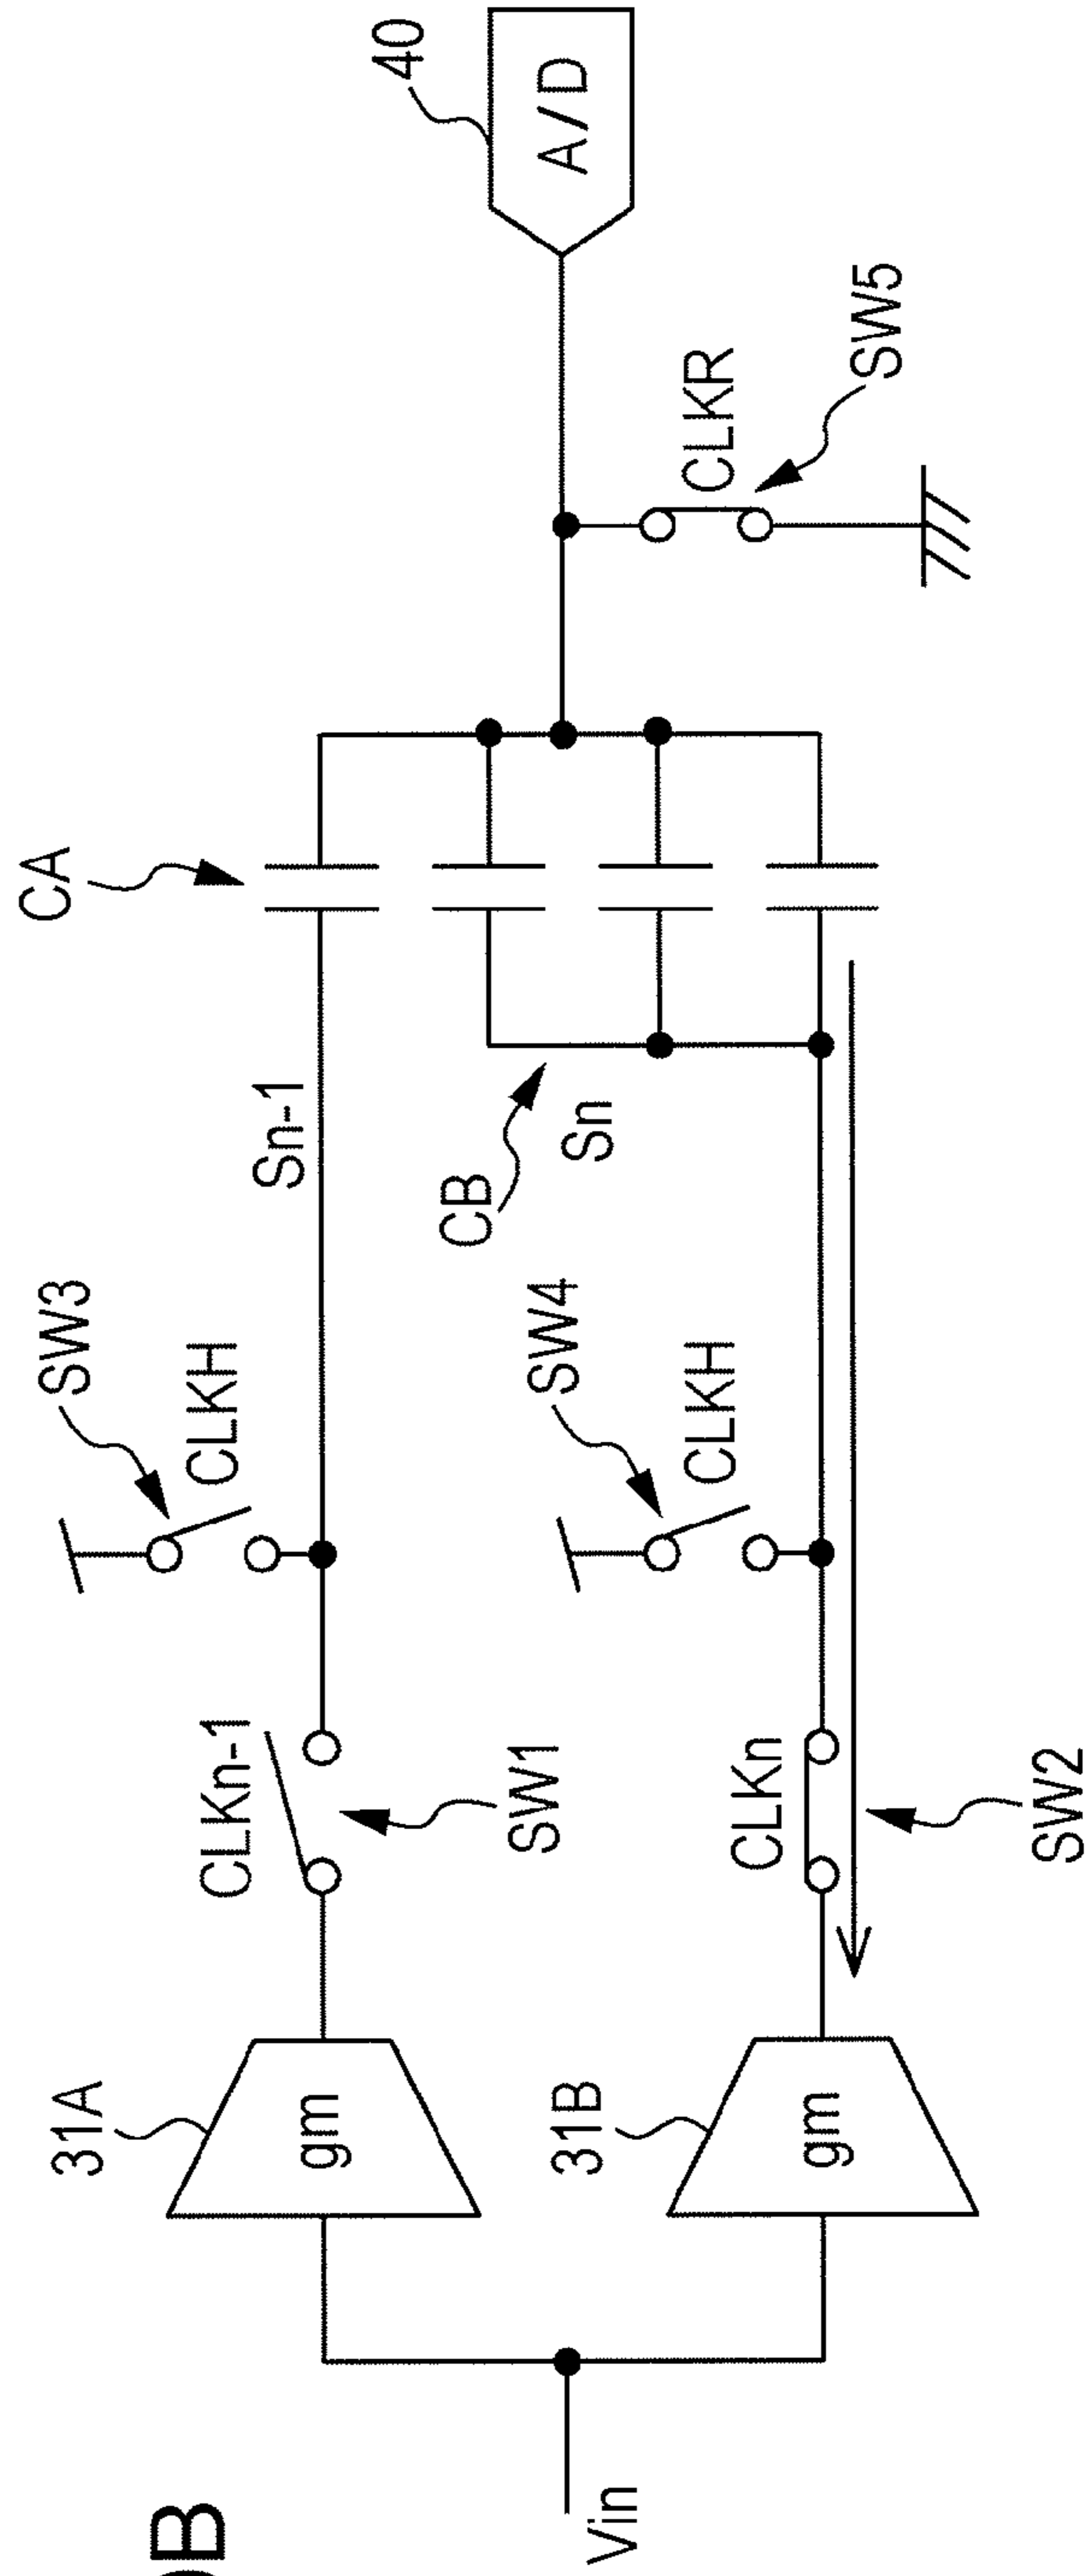 Vin
31A
gm
31B
gm
CLKn-1
SW1
CLKn
SW2
SW3
CLKH
SW4
CLKH
Sn-1
CB
Sn
CA
CLKR
SW5
40
A/D